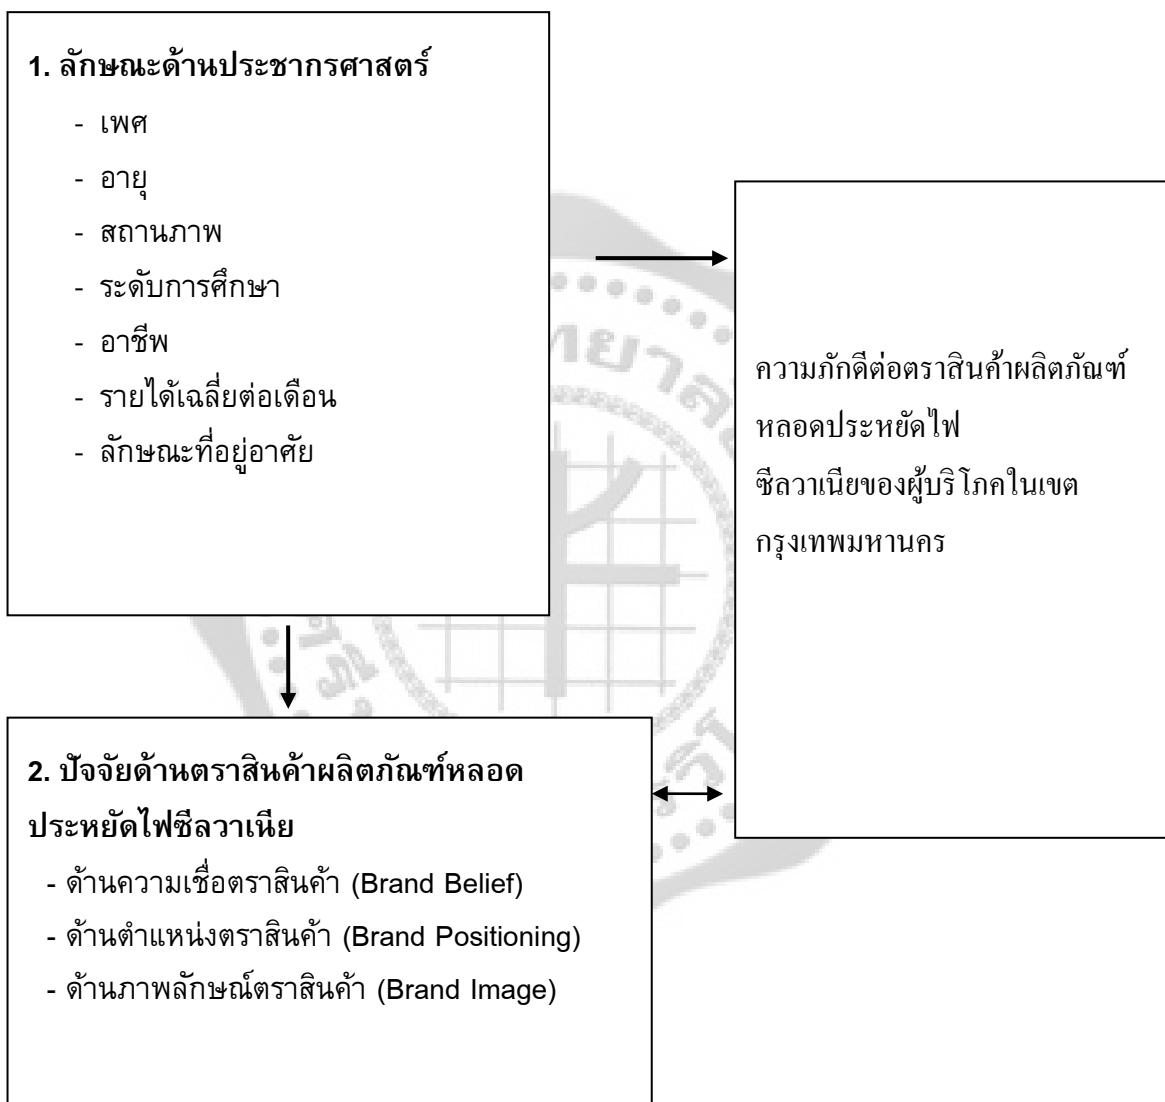 1. ลักษณะด้านประชากรศาสตร์
- เพศ
- อายุ
- สถานภาพ
- ระดับการศึกษา
- อาชีพ
- รายได้เฉลี่ยต่อเดือน
- ลักษณะที่อยู่อาศัย
ความภักดีต่อตราสินค้าผลิตภัณฑ์
หลอดประหยัดไฟ
ซีลวาเนียของผู้บริโภคในเขต
กรุงเทพมหานคร
2. ปัจจัยด้านตราสินค้าผลิตภัณฑ์หลอด
ประหยัดไฟซีลวาเนีย
- ด้านความเชื่อตราสินค้า (Brand Belief)
- ด้านตำแหน่งตราสินค้า (Brand Positioning)
- ด้านภาพลักษณ์ตราสินค้า (Brand Image)